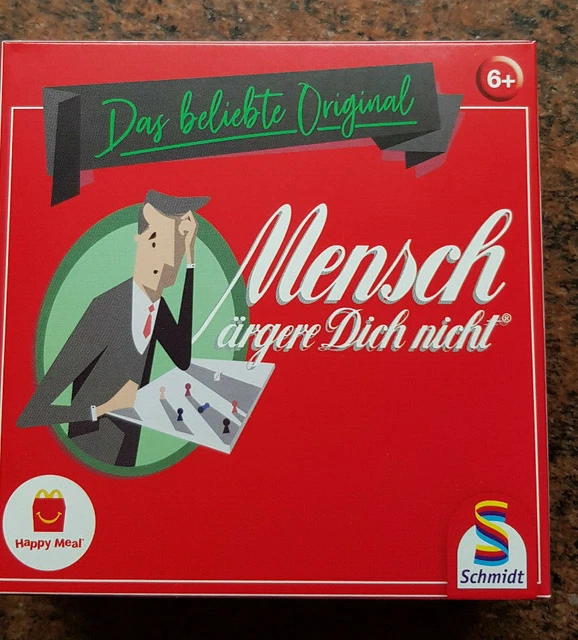 6+
Das beliebte Original
Mensch
ärgere Dich nicht®
Happy Meal
Schmidt